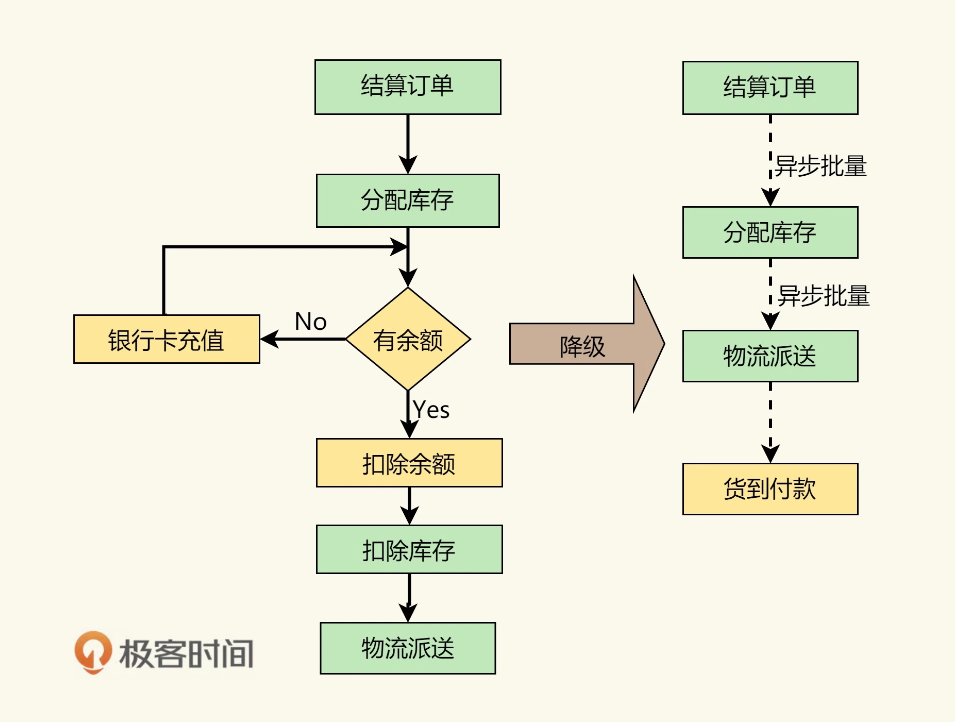 结算订单
分配库存
有余额
No
银行卡充值
Yes
扣除余额
扣除库存
物流派送
降级
结算订单
异步批量
分配库存
异步批量
物流派送
货到付款
极客时间